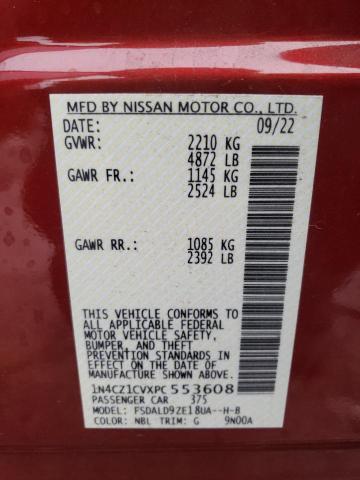 MFD BY NISSAN MOTOR CO., LTD.
DATE: 09/22
GVWR: 2210 KG
4872 LB
GAWR FR.: 1145 KG
2524 LB
GAWR RR.: 1085 KG
2392 LB
THIS VEHICLE CONFORMS TO ALL
APPLICABLE FEDERAL
MOTOR VEHICLE SAFETY,
BUMPER, AND THEFT
PREVENTION STANDARDS
IN EFFECT ON THE DATE OF
MANUFACTURE SHOWN ABOVE.
1N4CZ1CVXPC553608
PASSENGER CAR 375
MODEL: FSDALD9ZE18UA--H-B
COLOR: NBL TRIM: G 9N00A